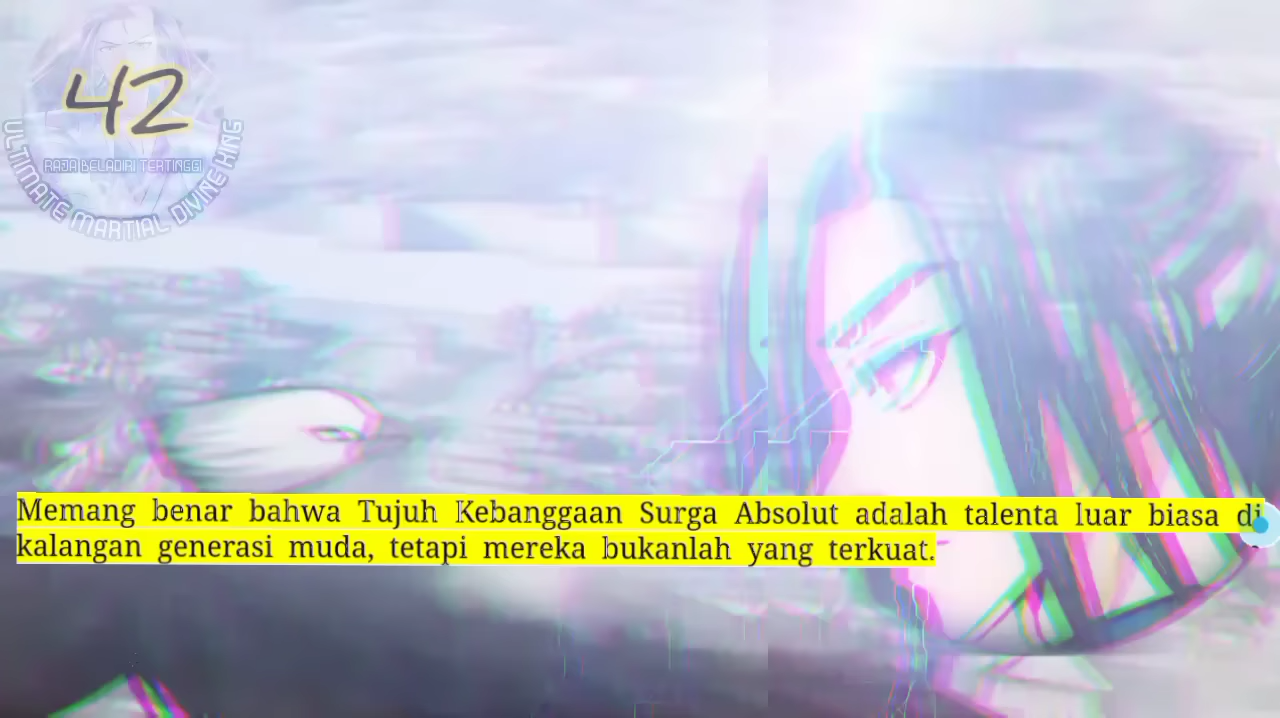 42
RAJA BELADIRI TERTINGGI
ULTIMATE MARTIAL DIVINE KING
Memang benar bahwa Tujuh Kebanggaan Surga Absolut adalah talenta luar biasa di
kalangan generasi muda, tetapi mereka bukanlah yang terkuat.